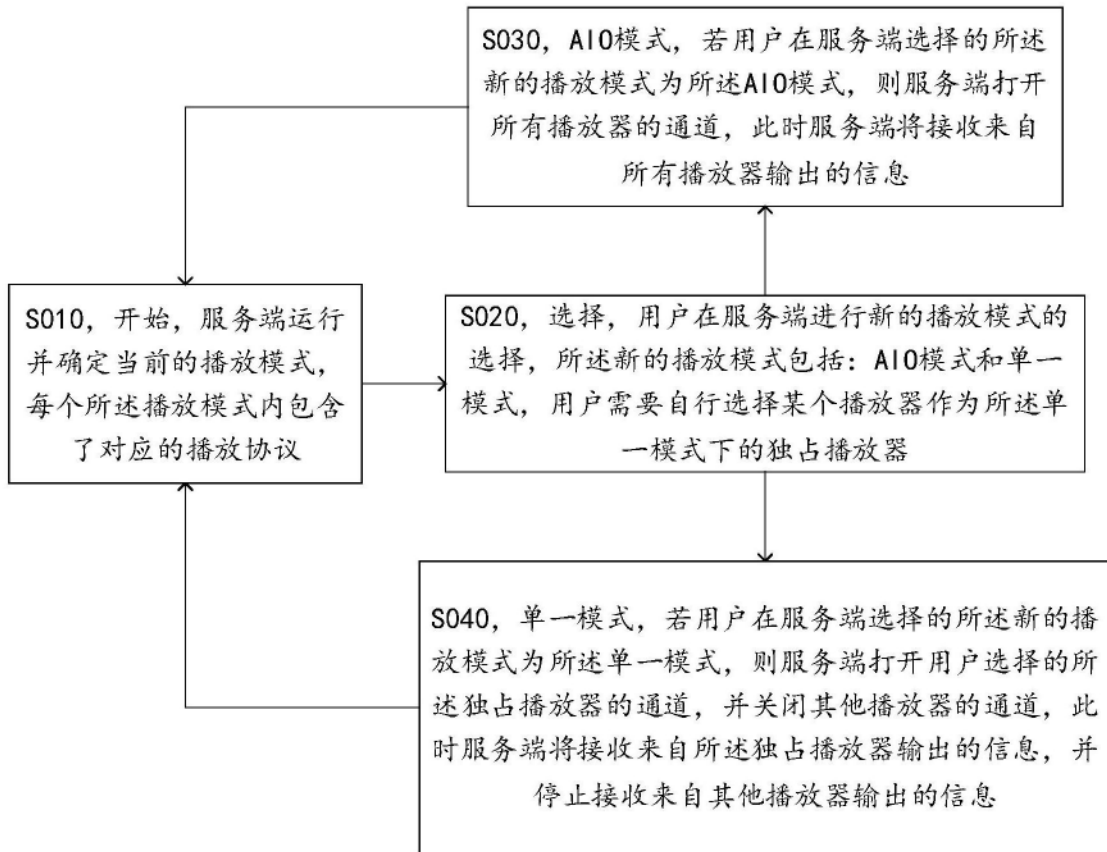 S030, AIO模式, 若用户在服务端选择的所述
新的播放模式为所述AIO模式, 则服务端打开
所有播放器的通道, 此时服务端将接收来自
所有播放器输出的信息
S010, 开始, 服务端运行
并确定当前的播放模式,
每个所述播放模式内包含
了对应的播放协议
S020, 选择, 用户在服务端进行新的播放模式的
选择, 所述新的播放模式包括: AIO模式和单一
模式, 用户需要自行选择某个播放器作为所述单
一模式下的独占播放器
S040, 单一模式, 若用户在服务端选择的所述新的播
放模式为所述单一模式, 则服务端打开用户选择的所
述独占播放器的通道, 并关闭其他播放器的通道, 此
时服务端将接收来自所述独占播放器输出的信息, 并
停止接收来自其他播放器输出的信息